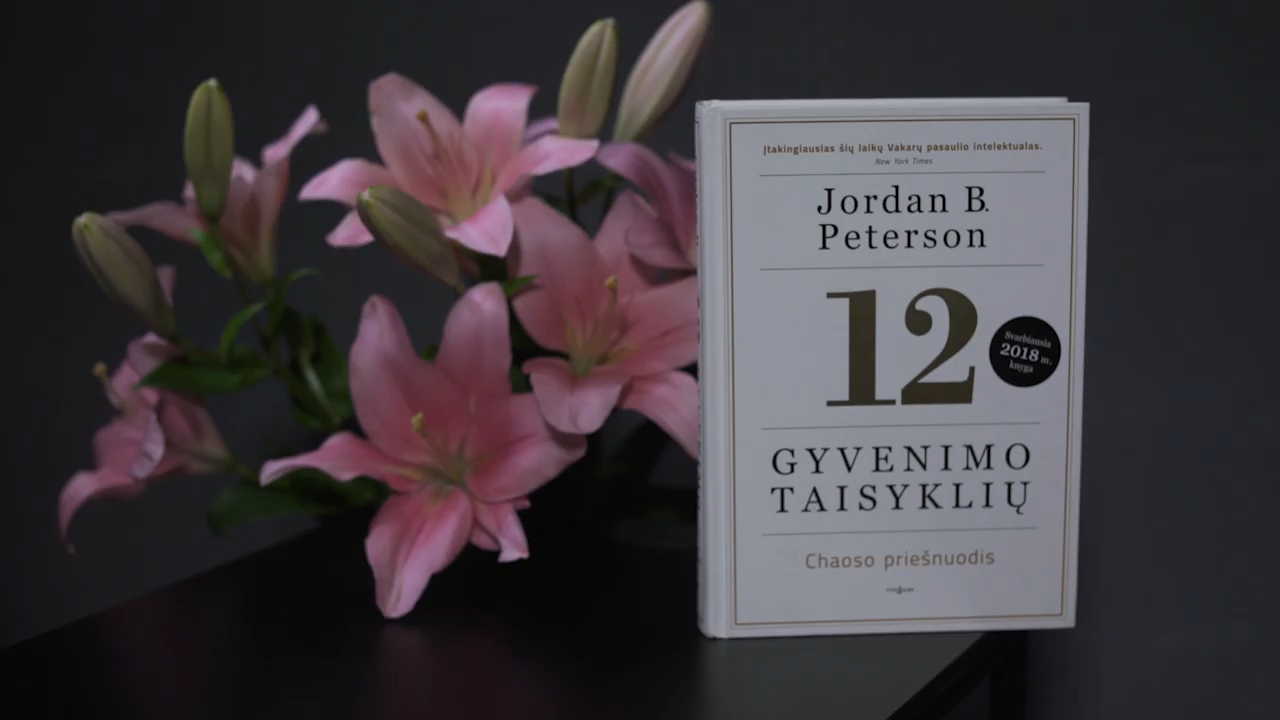 Įtakingiausias šių laikų Vakarų pasaulio intelektualas.
New York Times
Jordan B.
Peterson
12
Svarbiausia
2018 m.
knyga
GYVENIMO
TAISYKLIŲ
Chaoso priešnuodis